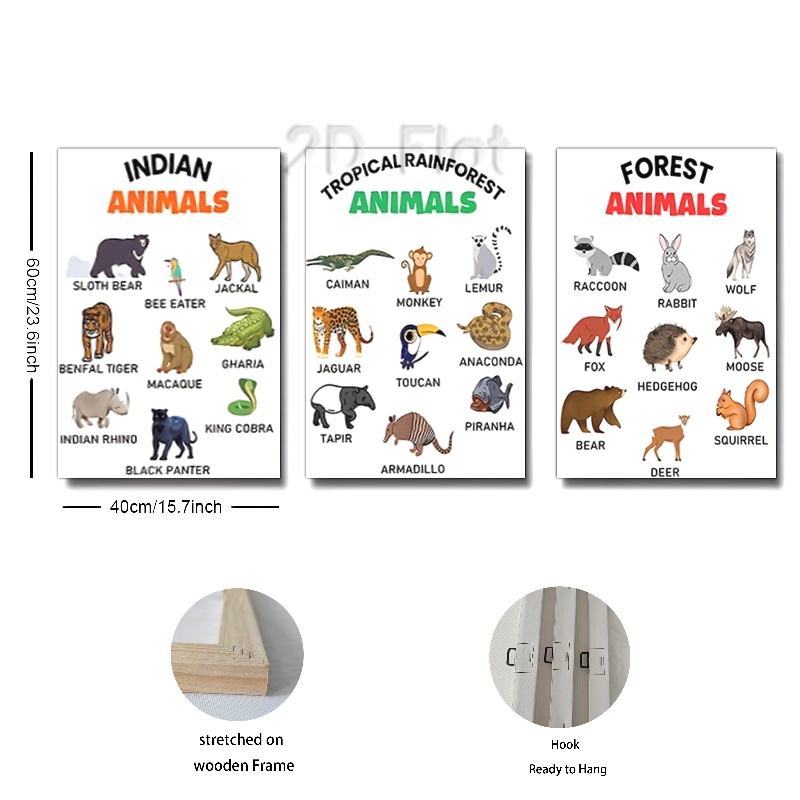 2D Flat
INDIAN
ANIMALS
SLOTH BEAR
BEE EATER
JACKAL
BENFAL TIGER
MACAQUE
GHARIA
INDIAN RHINO
BLACK PANTER
KING COBRA
TROPICAL RAINFOREST
ANIMALS
CAIMAN
MONKEY
LEMUR
JAGUAR
TOUCAN
ANACONDA
TAPIR
ARMADILLO
PIRANHA
FOREST
ANIMALS
RACCOON
RABBIT
WOLF
FOX
HEDGEHOG
MOOSE
BEAR
DEER
SQUIRREL
60cm/23.6inch
40cm/15.7inch
stretched on
wooden Frame
Hook
Ready to Hang